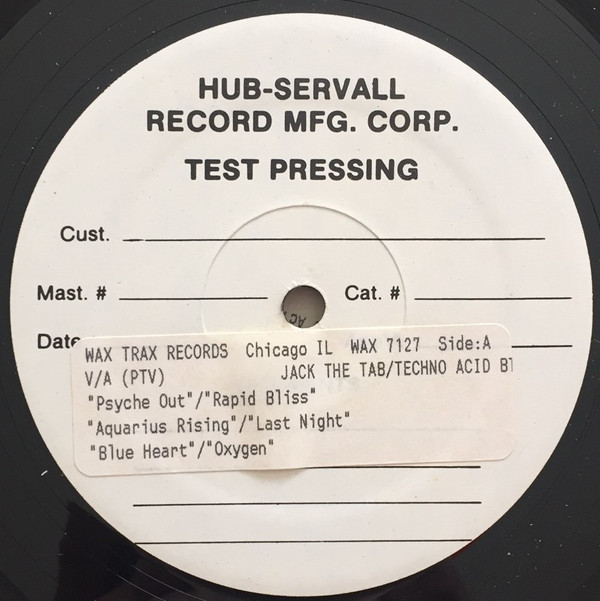 HUB-SERVALL
RECORD MFG. CORP.
TEST PRESSING
Cust.
Mast. # Cat. #
Date
WAX TRAX RECORDS Chicago IL WAX 7127 Side:A
V/A (PTV) JACK THE TAB/TECHNO ACID
"Psyche Out"/"Rapid Bliss"
"Aquarius Rising"/"Last Night"
"Blue Heart"/"Oxygen"